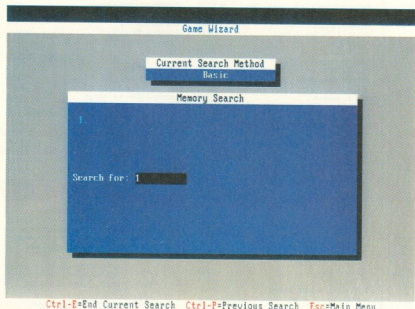 Game Wizard
Current Search Method
Basic
Memory Search
1.
Search for: 1
Ctrl-E=End Current Search Ctrl-P=Previous Search Esc=Main Menu